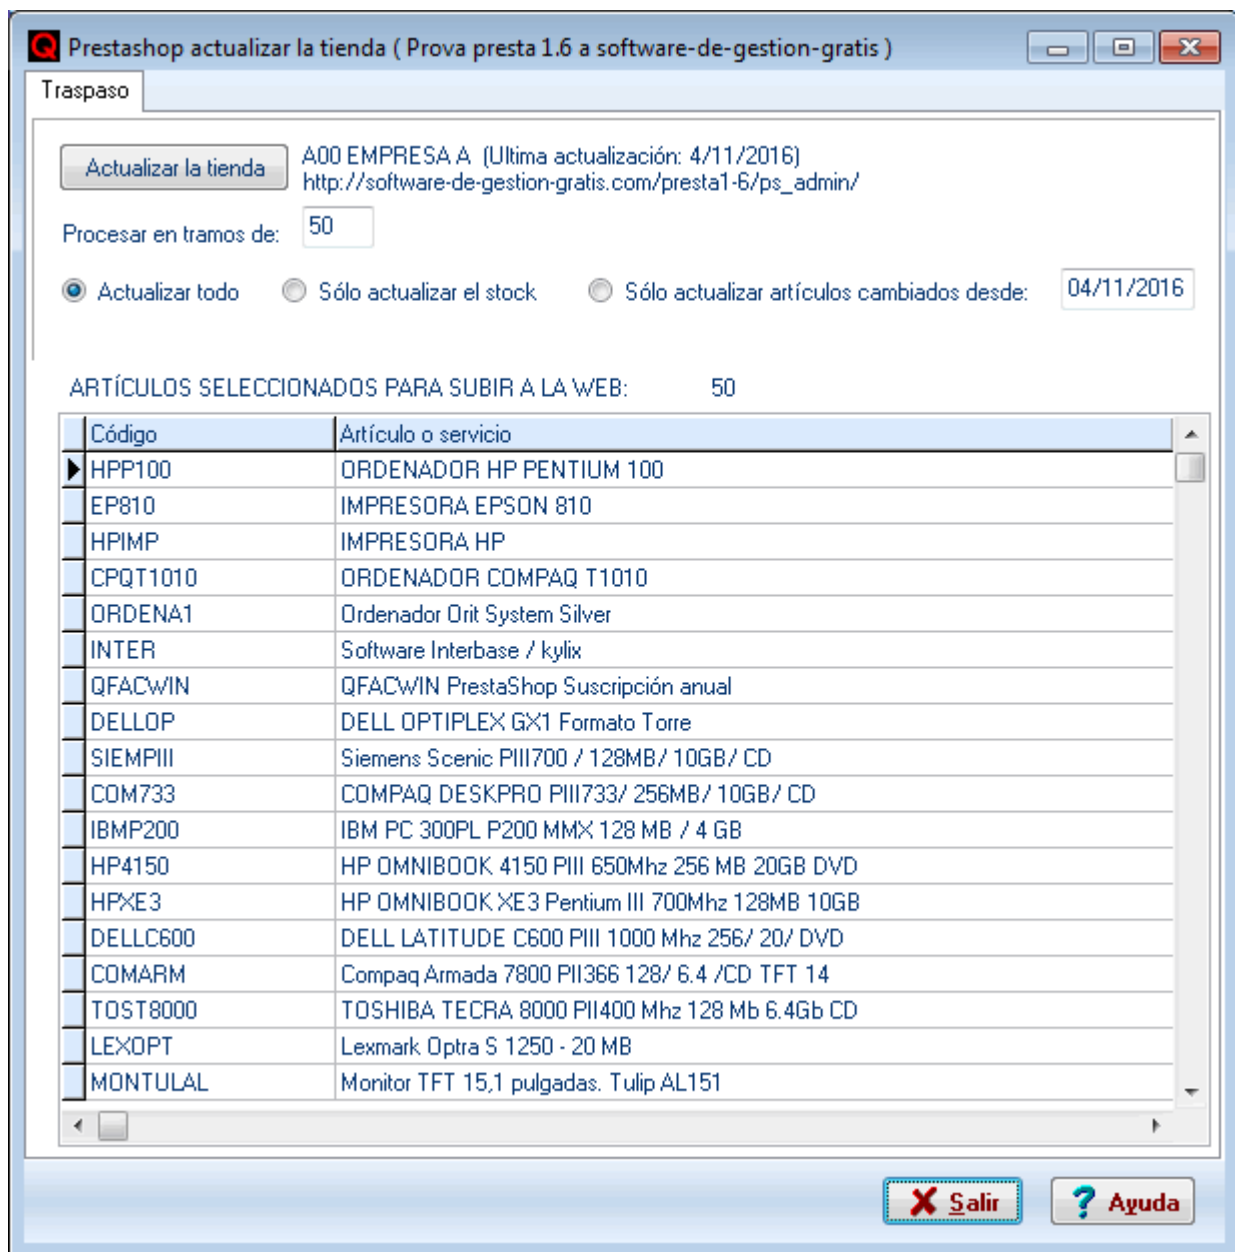 Q Prestashop actualizar la tienda ( Prova presta 1.6 a software-de-gestion-gratis )
Traspaso
Actualizar la tienda
A00 EMPRESA A (Ultima actualización: 4/11/2016)
http://software-de-gestion-gratis.com/presta1-6/ps_admin/
Procesar en tramos de: 50
Actualizar todo Sólo actualizar el stock Sólo actualizar artículos cambiados desde: 04/11/2016
ARTÍCULOS SELECCIONADOS PARA SUBIR A LA WEB: 50
Código Artículo o servicio
HPP100 ORDENADOR HP PENTIUM 100
EP810 IMPRESORA EPSON 810
HPIMP IMPRESORA HP
CPQT1010 ORDENADOR COMPAQ T1010
ORDENA1 Ordenador Orit System Silver
INTER Software Interbase / kylix
QFACWIN QFACWIN PrestaShop Suscripción anual
DELLOP DELL OPTIPLEX GX1 Formato Torre
SIEMPIII Siemens Scenic PIII700 / 128MB/ 10GB/ CD
COM733 COMPAQ DESKPRO PIII733/ 256MB/ 10GB/ CD
IBMP200 IBM PC 300PL P200 MMX 128 MB / 4 GB
HP4150 HP OMNIBOOK 4150 PIII 650Mhz 256 MB 20GB DVD
HPXE3 HP OMNIBOOK XE3 Pentium III 700Mhz 128MB 10GB
DELLC600 DELL LATITUDE C600 PIII 1000 Mhz 256/ 20/ DVD
COMARM Compaq Armada 7800 PII366 128/ 6.4 /CD TFT 14
TOST8000 TOSHIBA TECRA 8000 PII400 Mhz 128 Mb 6.4Gb CD
LEXOPT Lexmark Optra S 1250 - 20 MB
MONTULAL Monitor TFT 15,1 pulgadas. Tulip AL151
Salir ? Ayuda